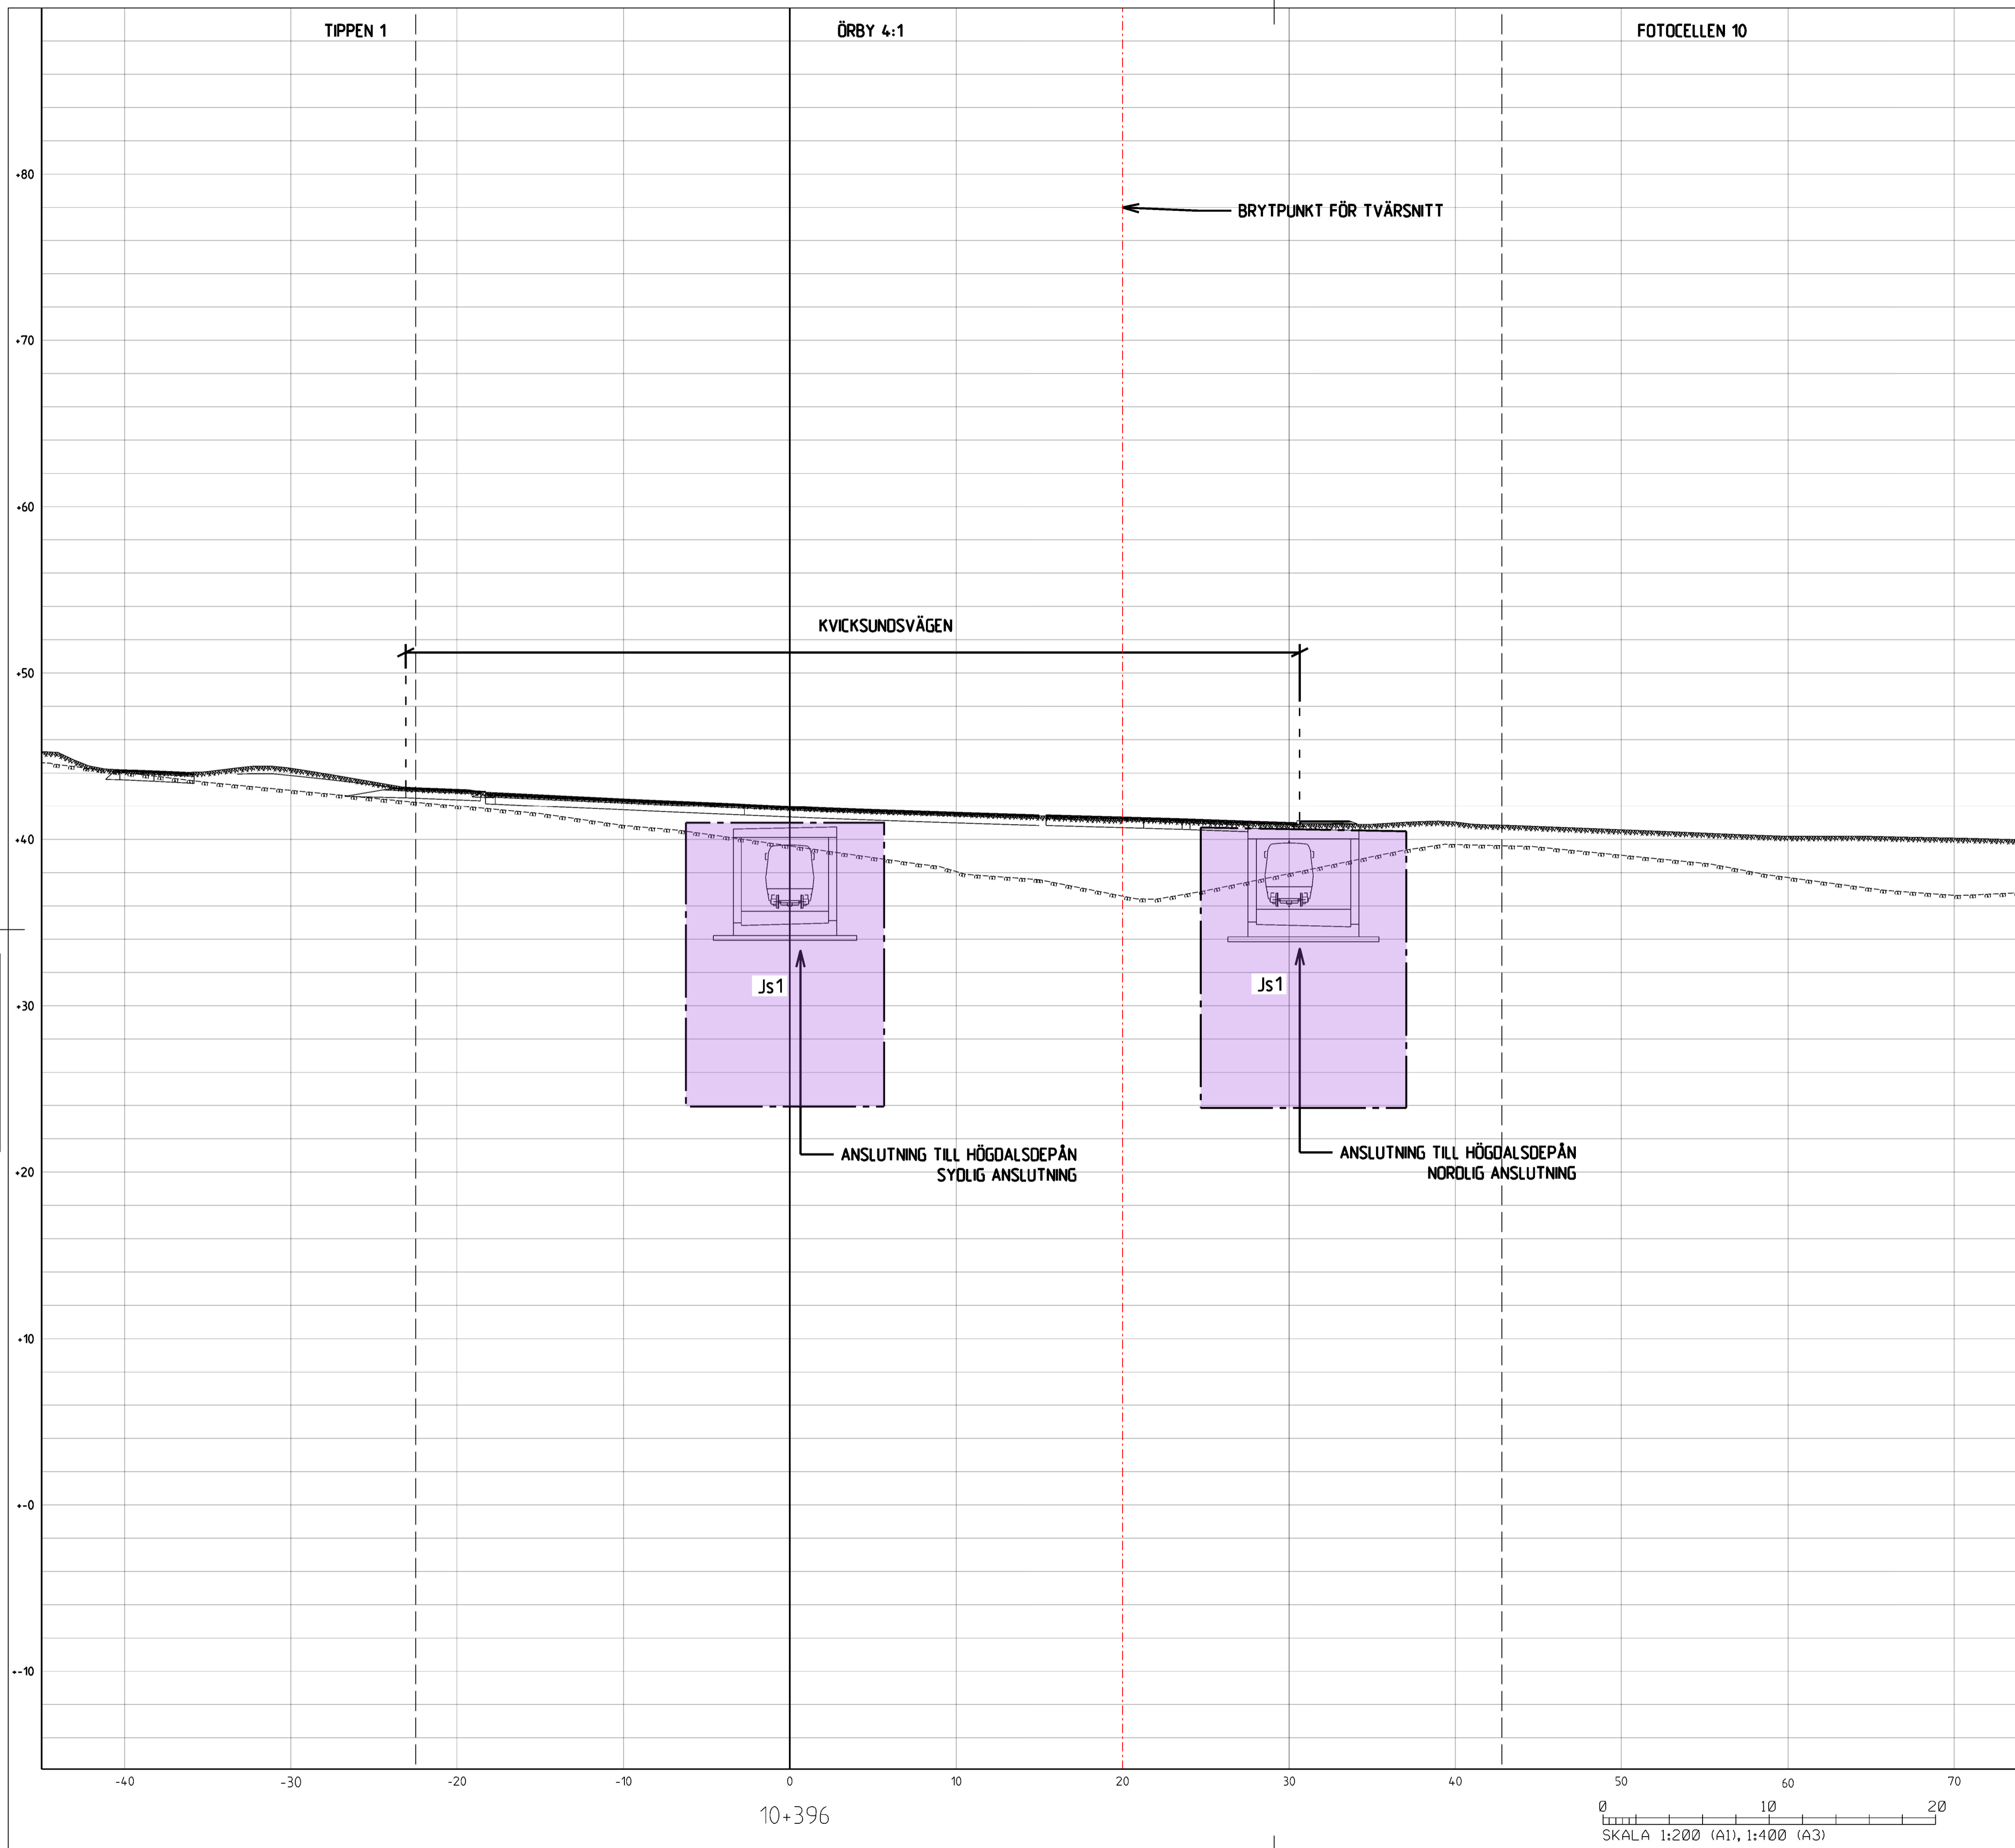 TIPPEN 1
ÖRBY 4:1
FOTOCELLEN 10
+80
BRYTPUNKT FÖR TVÄRSNITT
+70
+60
KVICKSUNDSVÄGEN
+50
+40
Js1
Js1
+30
ANSLUTNING TILL HÖGDALSDEPÅN
SYDLIG ANSLUTNING
ANSLUTNING TILL HÖGDALSDEPÅN
NORDLIG ANSLUTNING
+20
+10
+-0
+-10
-40 -30 -20 -10 0 10 20 30 40 50 60 70
10+396
0 10 20
SKALA 1:200 (A1), 1:400 (A3)